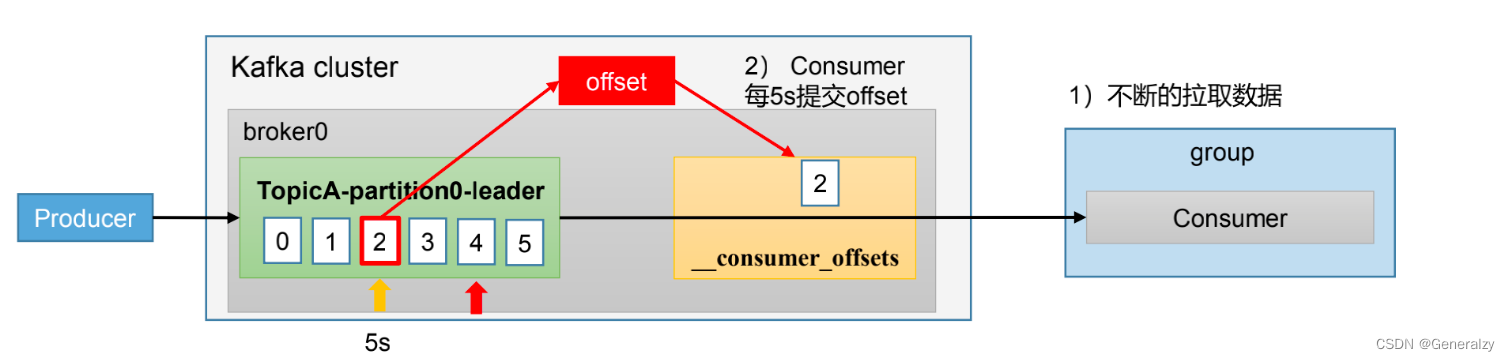 Kafka cluster
offset
2） Consumer
每5s提交offset
1）不断的拉取数据
broker0
group
TopicA-partition0-leader
2
Producer
Consumer
0 1 2 3 4 5
__consumer_offsets
5s
CSDN @Generalzy